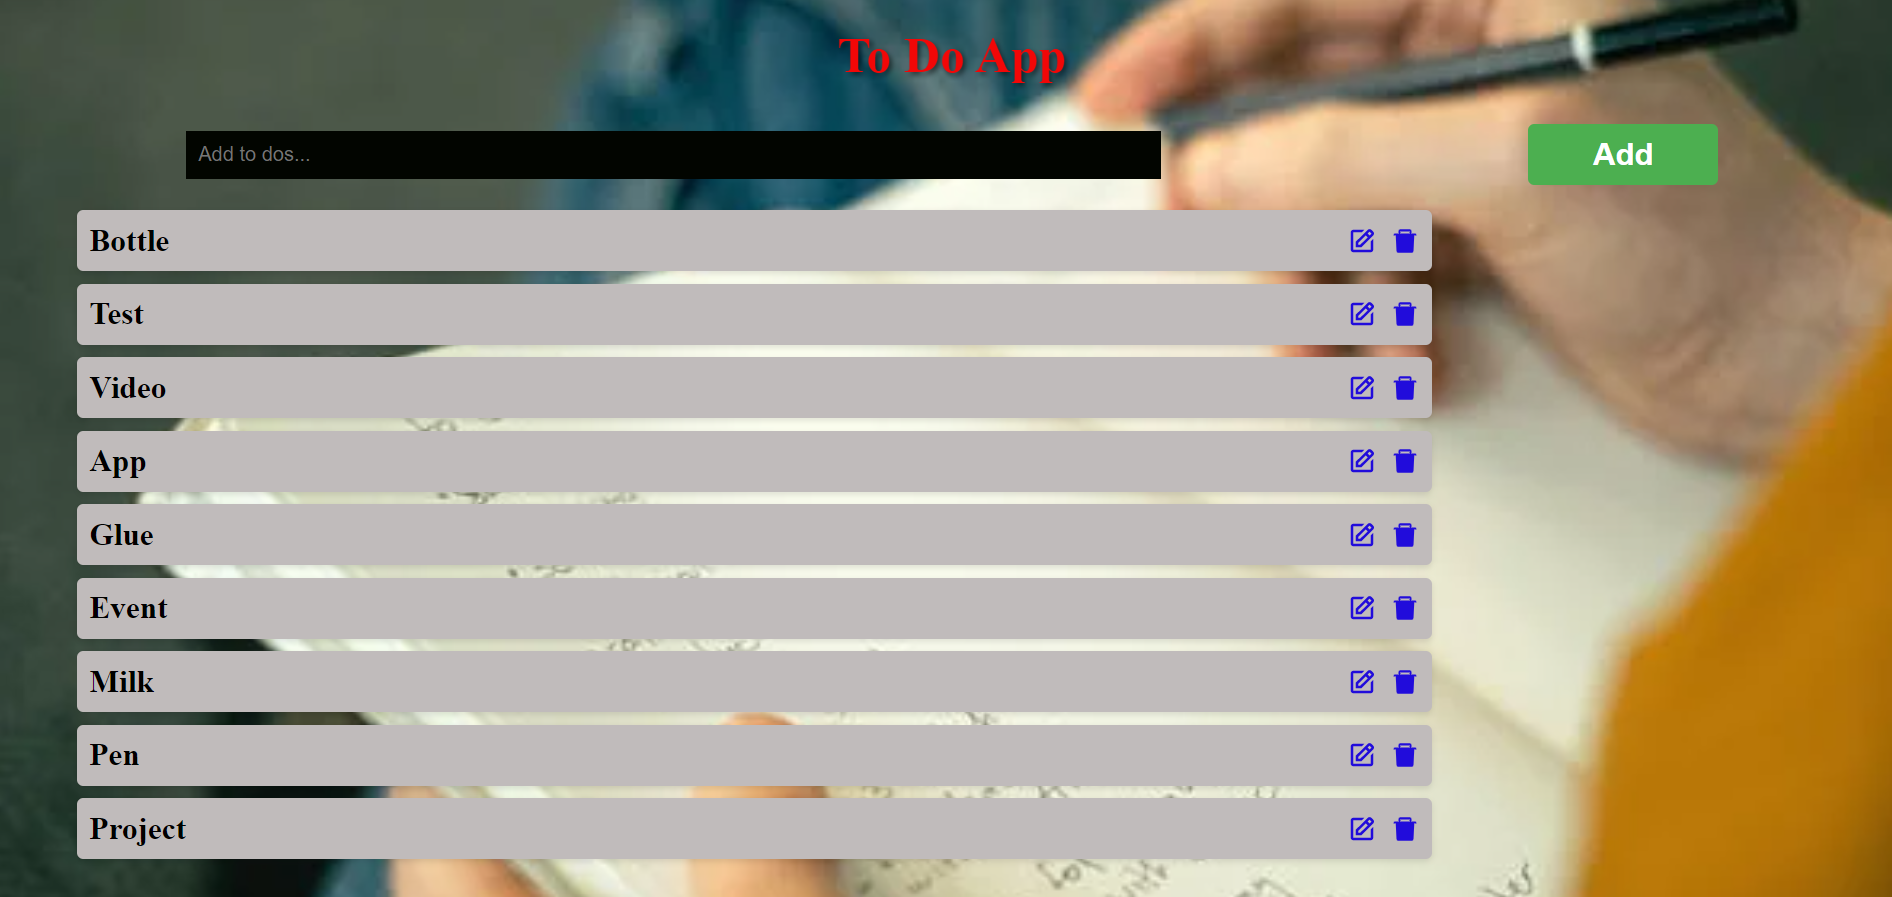 To Do App
Add to dos...
Add
Bottle
Test
Video
App
Glue
Event
Milk
Pen
Project